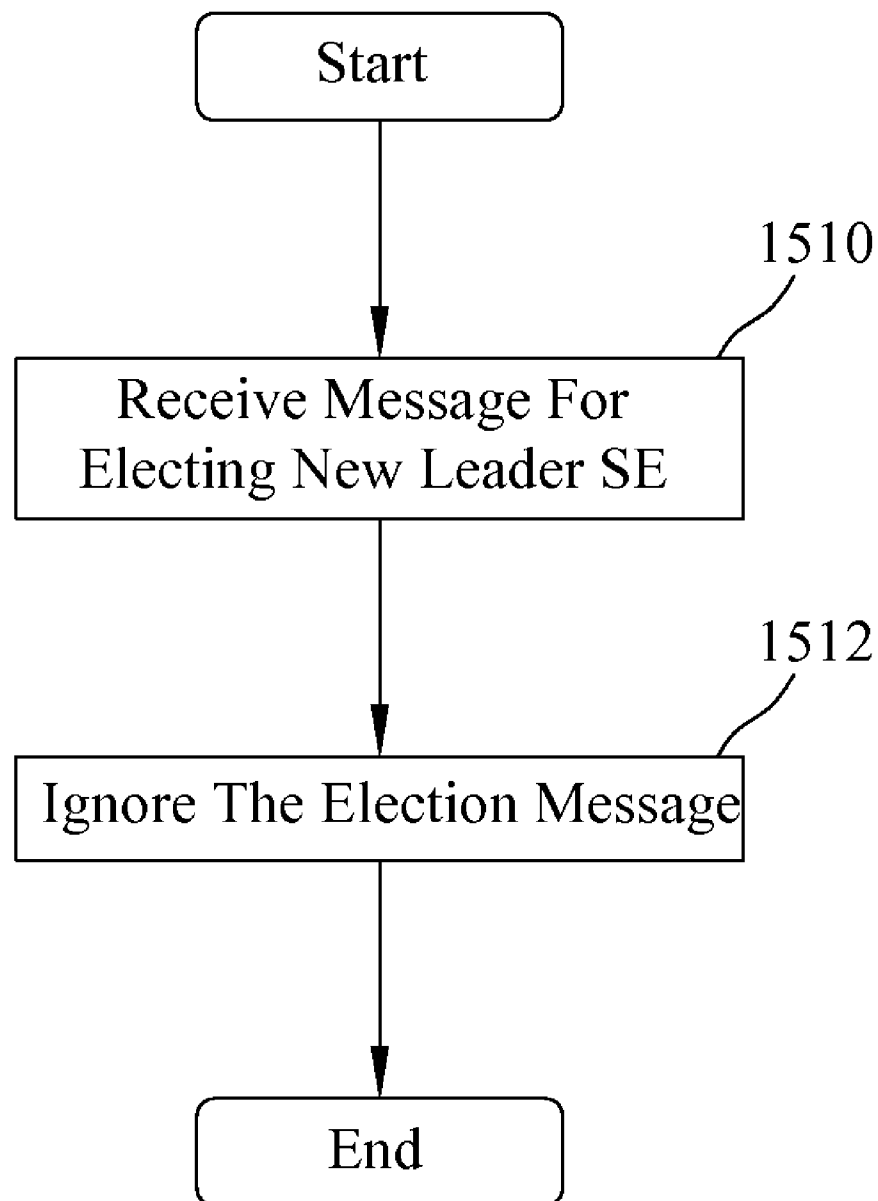 Start
1510
Receive Message For
Electing New Leader SE
1512
Ignore The Election Message
End